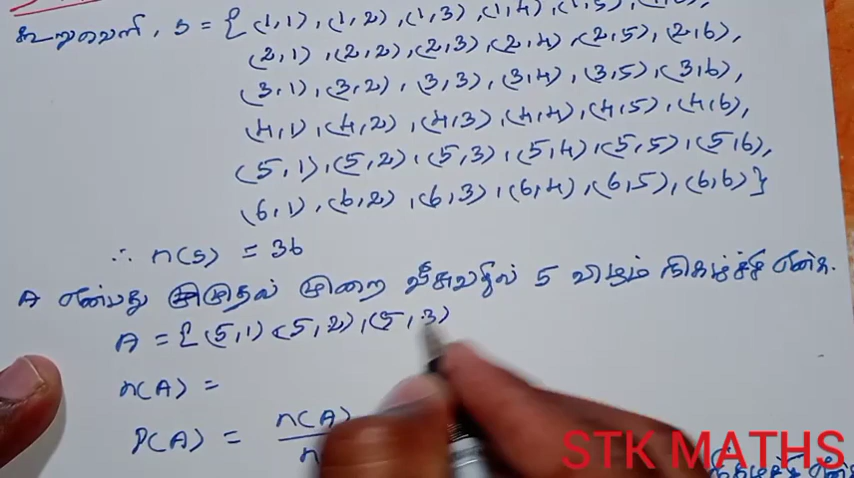 கூறுவெளி, S = {(1,1),(1,2),(1,3),(1,4),(1,5),
(2,1),(2,2),(2,3),(2,4),(2,5),(2,6),
(3,1),(3,2),(3,3),(3,4),(3,5),(3,6),
(4,1),(4,2),(4,3),(4,4),(4,5),(4,6),
(5,1),(5,2),(5,3),(5,4),(5,5),(5,6),
(6,1),(6,2),(6,3),(6,4),(6,5),(6,6)}
∴ n(S) = 36
A என்பது முதல் முறை வீசுவதில் 5 விழும் நிகழ்ச்சி என்க.
A = {(5,1)(5,2),(5,3)
n(A) =
P(A) = n(A)
n
STK MATHS